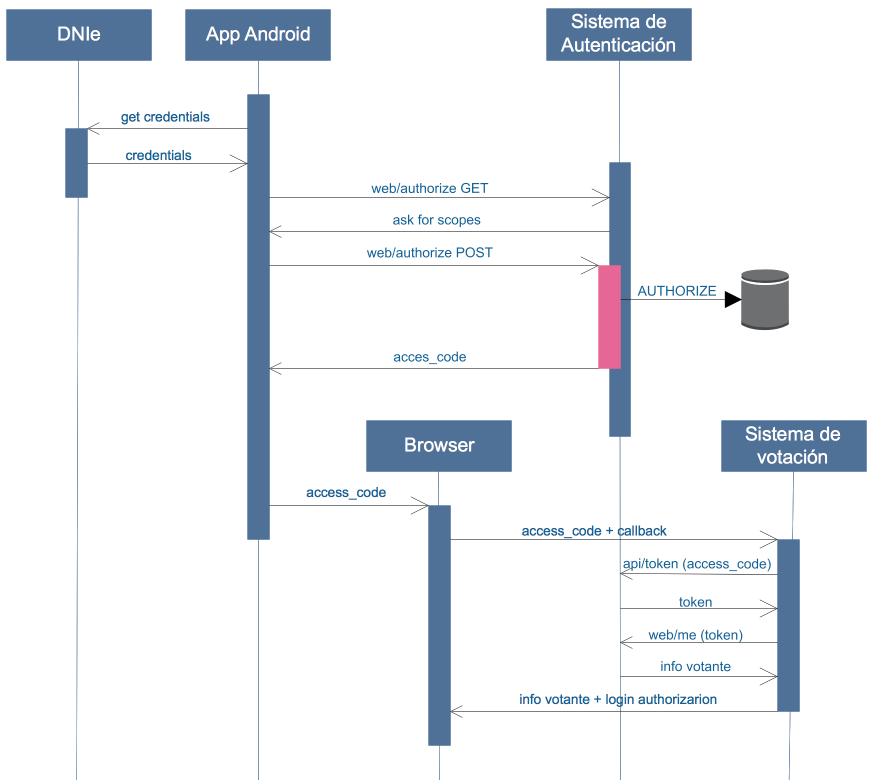 DNIe
App Android
Sistema de
Autenticación
get credentials
credentials
web/authorize GET
ask for scopes
web/authorize POST
AUTHORIZE
acces_code
Browser
Sistema de
votación
access_code
access_code + callback
api/token (access_code)
token
web/me (token)
info votante
info votante + login authorizarion